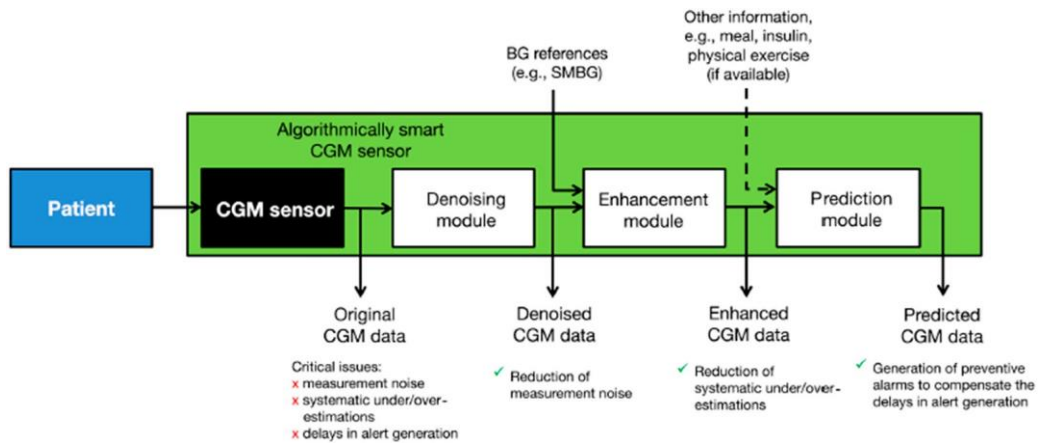 Other information,
e.g., meal, insulin,
physical exercise
(if available)
BG references
(e.g., SMBG)
Algorithmically smart
CGM sensor
Patient
CGM sensor
Denoising
module
Enhancement
module
Prediction
module
Original
CGM data
Critical issues:
x measurement noise
x systematic under/over-
estimations
x delays in alert generation
Denoised
CGM data
✓ Reduction of
measurement noise
Enhanced
CGM data
✓ Reduction of
systematic under/over-
estimations
Predicted
CGM data
✓ Generation of preventive
alarms to compensate the
delays in alert generation